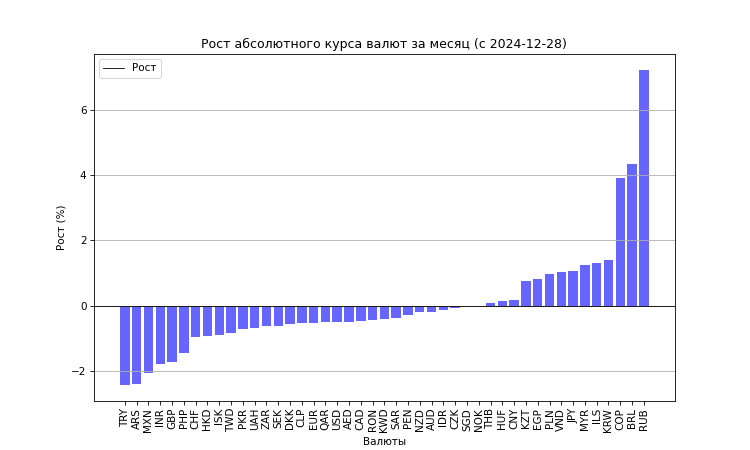 Рост абсолютного курса валют за месяц (с 2024-12-28)
Рост
6
4
2
0
−2
Рост (%)
TRY ARS MXN INR GBP PHP CHF HKD ISK TWD PKR UAH ZAR SEK DKK CLP EUR QAR USD AED CAD RON KWD SAR PEN NZD AUD IDR CZK SGD NOK THB HUF CNY KZT EGP PLN VND JPY MYR ILS KRW COP BRL RUB
Валюты